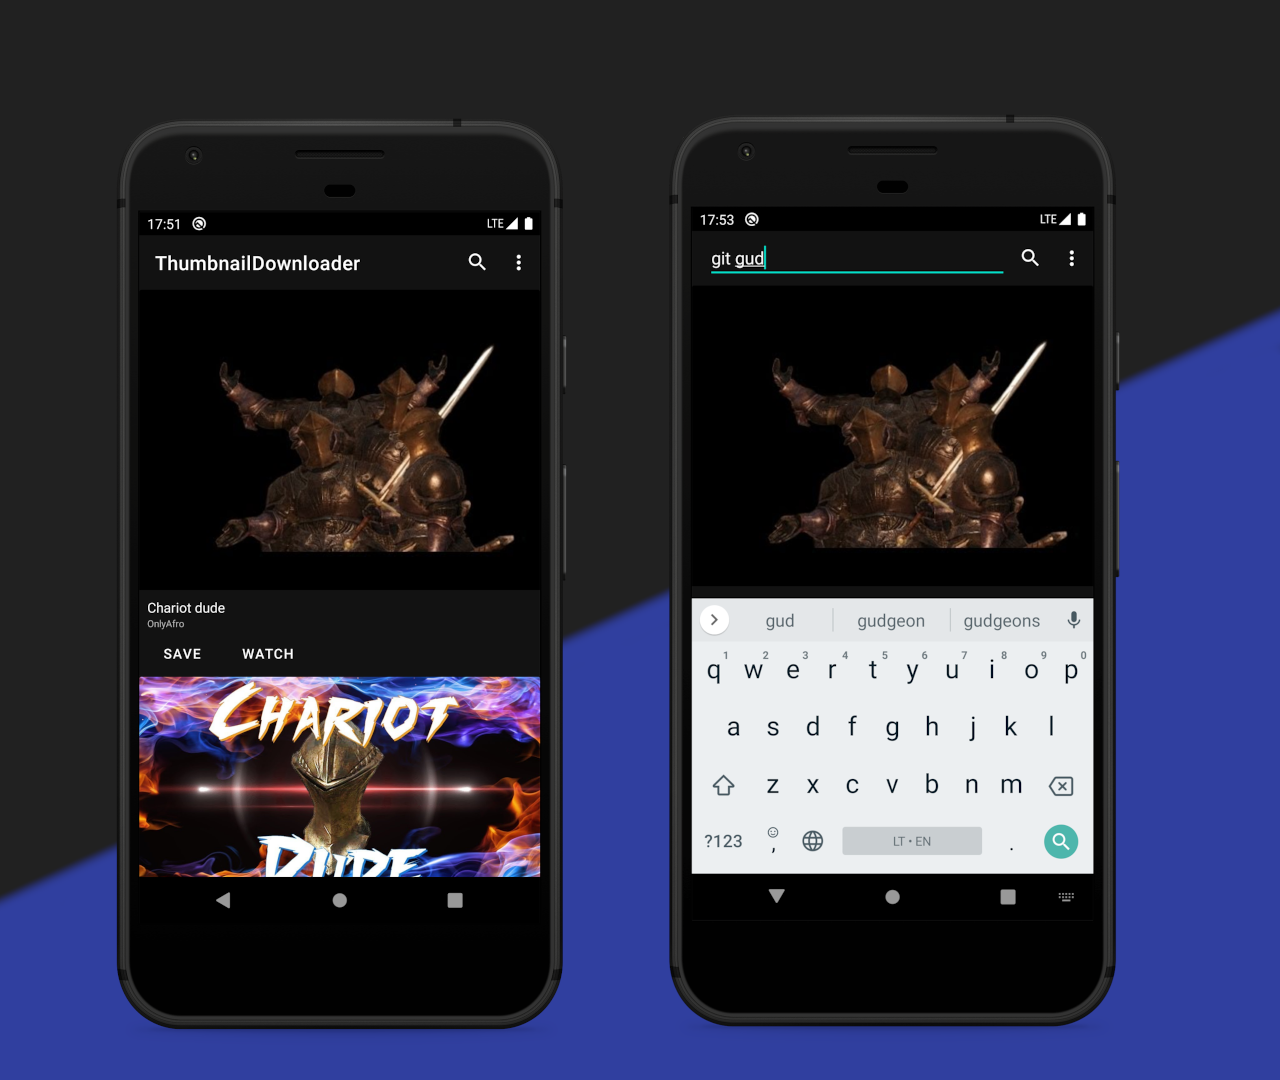 17:51 LTE
ThumbnailDownloader
Chariot dude
OnlyAfro
SAVE WATCH
CHARIOT
DUDE
17:53 LTE
git gud
gud gudgeon gudgeons
1 2 3 4 5 6 7 8 9 0
q w e r t y u i o p
a s d f g h j k l
z x c v b n m
?123 , LT • EN .